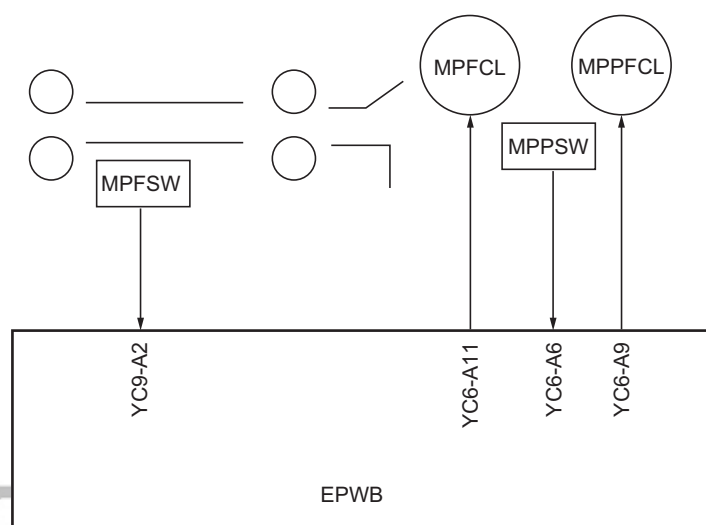 MPFCL
MPPFCL
MPPSW
MPFSW
YC9-A2
YC6-A11
YC6-A6
YC6-A9
EPWB